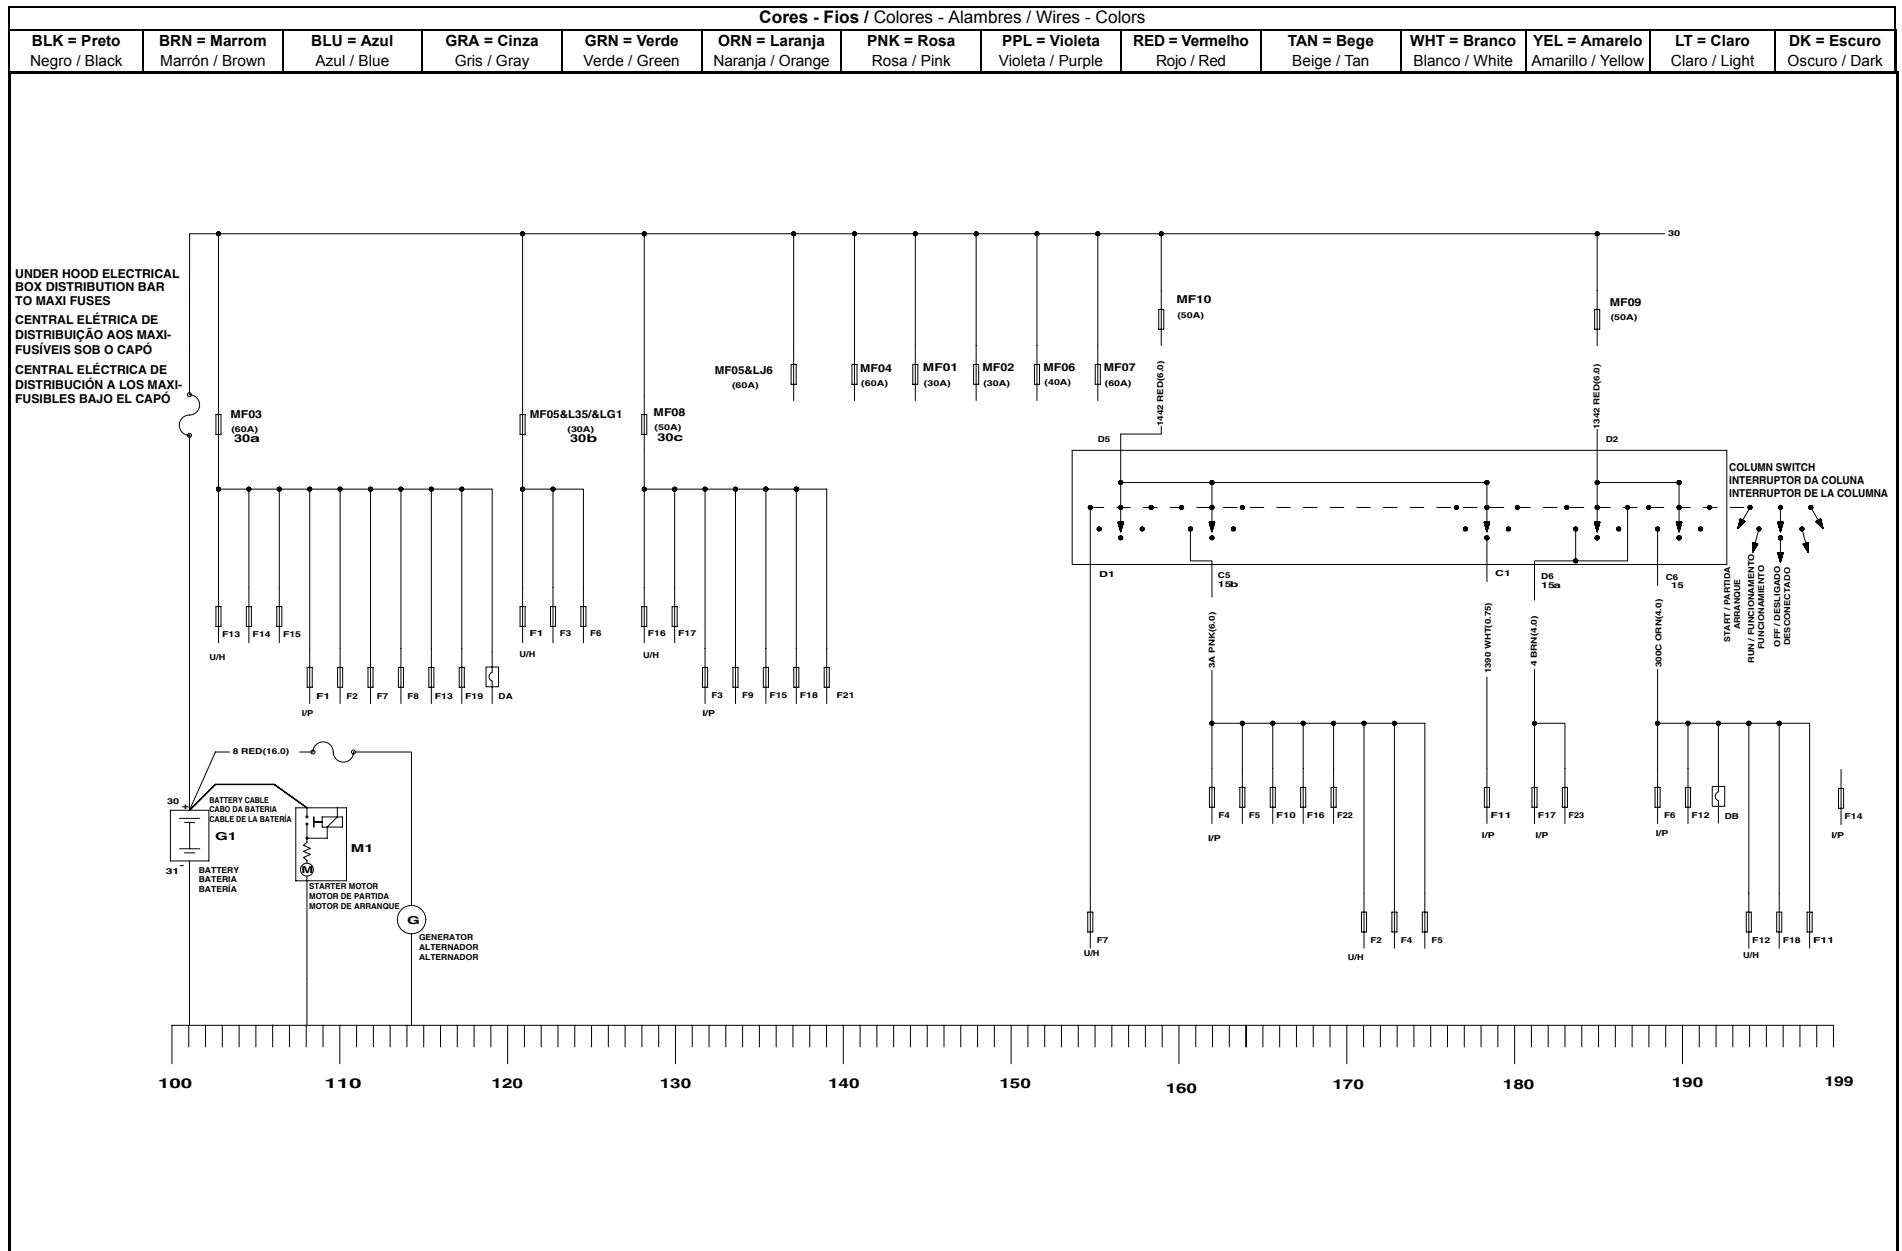 Cores - Fios / Colores - Alambres / Wires - Colors
BLK = Preto
Negro / Black
BRN = Marrom
Marrón / Brown
BLU = Azul
Azul / Blue
GRA = Cinza
Gris / Gray
GRN = Verde
Verde / Green
ORN = Laranja
Naranja / Orange
PNK = Rosa
Rosa / Pink
PPL = Violeta
Violeta / Purple
RED = Vermelho
Rojo / Red
TAN = Bege
Beige / Tan
WHT = Branco
Blanco / White
YEL = Amarelo
Amarillo / Yellow
LT = Claro
Claro / Light
DK = Escuro
Oscuro / Dark
30
UNDER HOOD ELECTRICAL
BOX DISTRIBUTION BAR
TO MAXI FUSES
CENTRAL ELÉTRICA DE
DISTRIBUIÇÃO AOS MAXI-
FUSÍVEIS SOB O CAPÓ
CENTRAL ELÉCTRICA DE
DISTRIBUCIÓN A LOS MAXI-
FUSIBLES BAJO EL CAPÓ
MF03
(60A)
30a
MF05&L35/&LG1
(30A)
30b
MF08
(50A)
30c
MF05&LJ6
(60A)
MF04
(60A)
MF01
(30A)
MF02
(30A)
MF06
(40A)
MF07
(60A)
MF10
(50A)
MF09
(50A)
1442 RED(6.0)
1342 RED(6.0)
D5
D2
COLUMN SWITCH
INTERRUPTOR DA COLUNA
INTERRUPTOR DE LA COLUMNA
D1
C5
15b
C1
D6
15a
C6
15
START / PARTIDA
ARRANQUE
RUN / FUNCIONAMENTO
FUNCIONAMIENTO
OFF / DESLIGADO
DESCONECTADO
3A PNK(6.0)
1390 WHT(0.75)
4 BRN(4.0)
300C ORN(4.0)
F13
F14
F15
U/H
F1
F3
F6
U/H
F16
F17
U/H
F1
F2
F7
F8
F13
F19
DA
I/P
F3
F9
F15
F18
F21
I/P
8 RED(16.0)
30
+
BATTERY CABLE
CABO DA BATERIA
CABLE DE LA BATERÍA
G1
31
-
BATTERY
BATERIA
BATERÍA
M
M1
STARTER MOTOR
MOTOR DE PARTIDA
MOTOR DE ARRANQUE
G
GENERATOR
ALTERNADOR
ALTERNADOR
F4
F5
F10
F16
F22
I/P
F11
I/P
F17
F23
I/P
F6
F12
DB
I/P
F14
I/P
F7
U/H
F2
F4
F5
U/H
F12
F18
F11
U/H
100
110
120
130
140
150
160
170
180
190
199